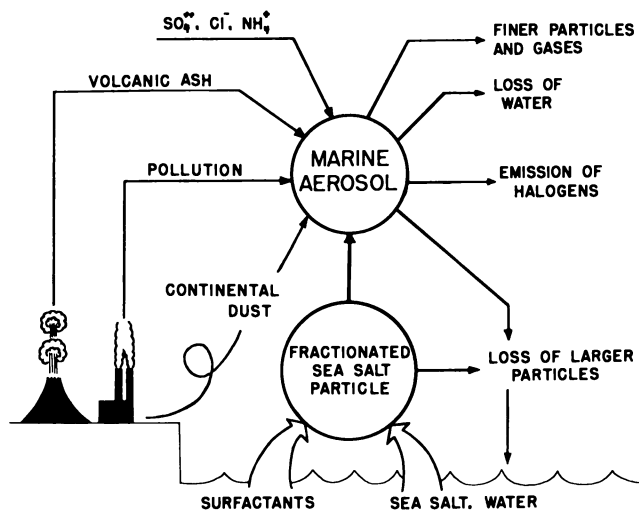 SO₄⁼, Cl⁻, NH₄⁺
FINER PARTICLES
AND GASES
VOLCANIC ASH
LOSS OF
WATER
MARINE
AEROSOL
POLLUTION
EMISSION OF
HALOGENS
CONTINENTAL
DUST
FRACTIONATED
SEA SALT
PARTICLE
LOSS OF LARGER
PARTICLES
SURFACTANTS
SEA SALT, WATER